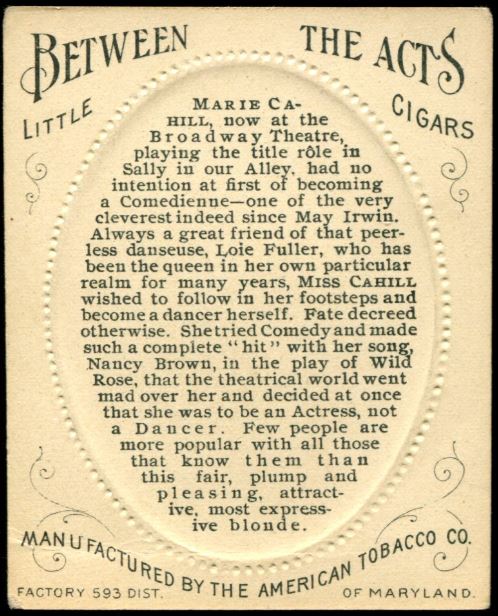 BETWEEN THE ACTS
LITTLE CIGARS
MARIE CA-
HILL, now at the
Broadway Theatre,
playing the title rôle in
Sally in our Alley, had no
intention at first of becoming
a Comedienne—one of the very
cleverest indeed since May Irwin.
Always a great friend of that peer-
less danseuse, Loie Fuller, who has
been the queen in her own particular
realm for many years, MISS CAHILL
wished to follow in her footsteps and
become a dancer herself. Fate decreed
otherwise. She tried Comedy and made
such a complete "hit" with her song,
Nancy Brown, in the play of Wild
Rose, that the theatrical world went
mad over her and decided at once
that she was to be an Actress, not
a Dancer. Few people are
more popular with all those
that know them than
this fair, plump and
pleasing, attract-
ive, most express-
ive blonde.
MANUFACTURED BY THE AMERICAN TOBACCO CO.
FACTORY 593 DIST. OF MARYLAND.